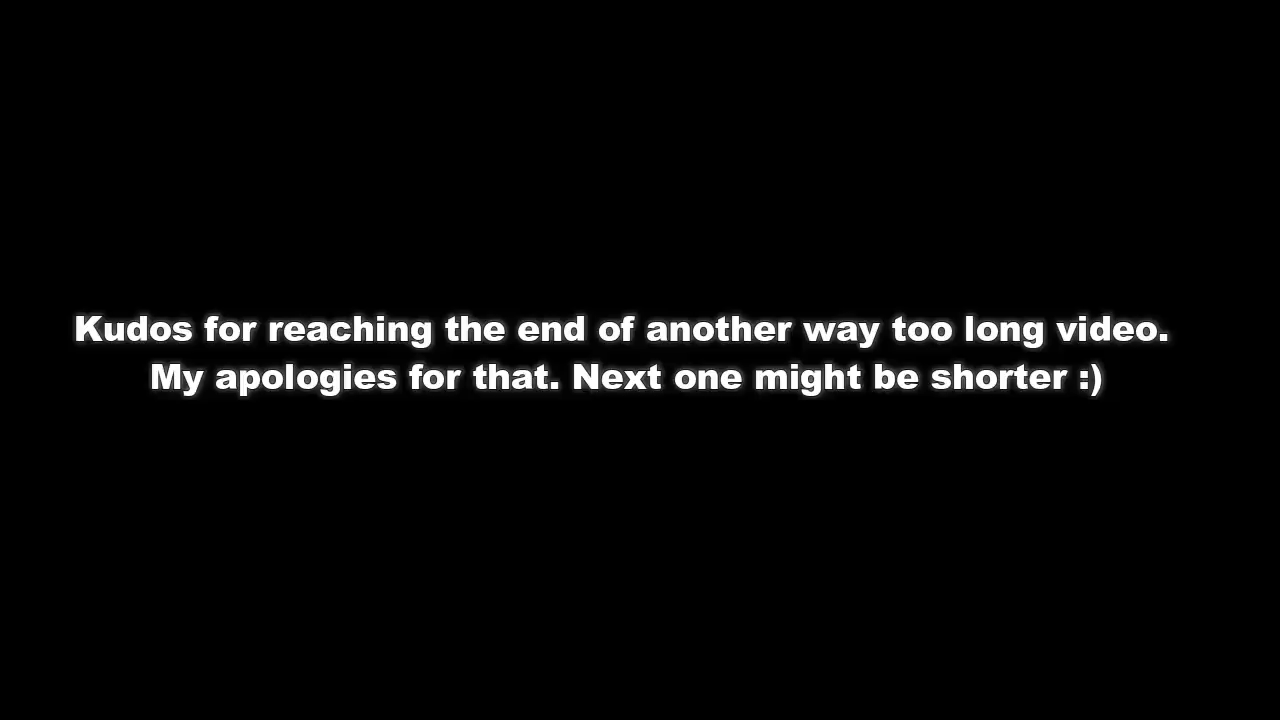 Kudos for reaching the end of another way too long video.
My apologies for that. Next one might be shorter :)